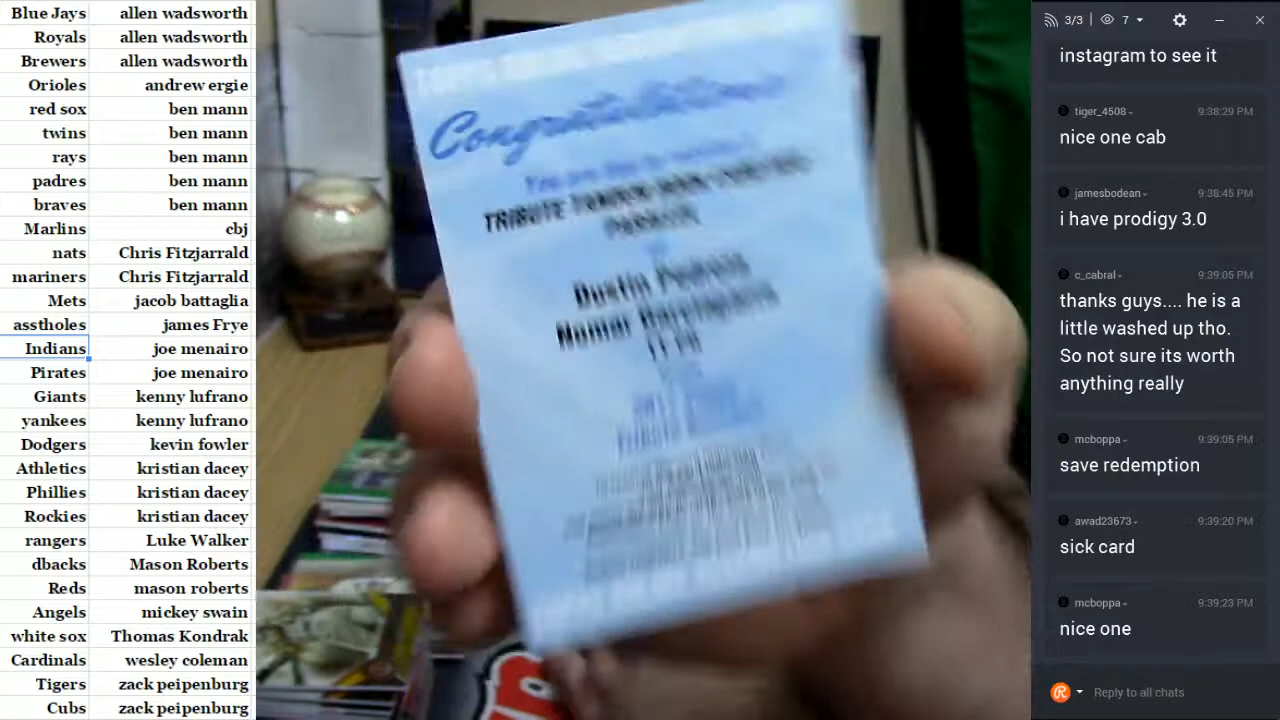 Blue Jays allen wadsworth
Royals allen wadsworth
Brewers allen wadsworth
Orioles andrew ergie
red sox ben mann
twins ben mann
rays ben mann
padres ben mann
braves ben mann
Marlins cbj
nats Chris Fitzjarrald
mariners Chris Fitzjarrald
Mets jacob battaglia
asstholes james Frye
Indians joe menairo
Pirates joe menairo
Giants kenny lufrano
yankees kenny lufrano
Dodgers kevin fowler
Athletics kristian dacey
Phillies kristian dacey
Rockies kristian dacey
rangers Luke Walker
dbacks Mason Roberts
Reds mason roberts
Angels mickey swain
white sox Thomas Kondrak
Cardinals wesley coleman
Tigers zack peipenburg
Cubs zack peipenburg
Congratulations
You are the
TRIBUTE TANDEM BOOK
Dustin
2017
Tribute
3/3 7
instagram to see it
tiger_4508 9:38:29 PM
nice one cab
jamesbodean 9:38:45 PM
i have prodigy 3.0
c_cabral 9:39:05 PM
thanks guys.... he is a
little washed up tho.
So not sure its worth
anything really
mcboppa 9:39:05 PM
save redemption
awad23673 9:39:20 PM
sick card
mcboppa 9:39:23 PM
nice one
Reply to all chats